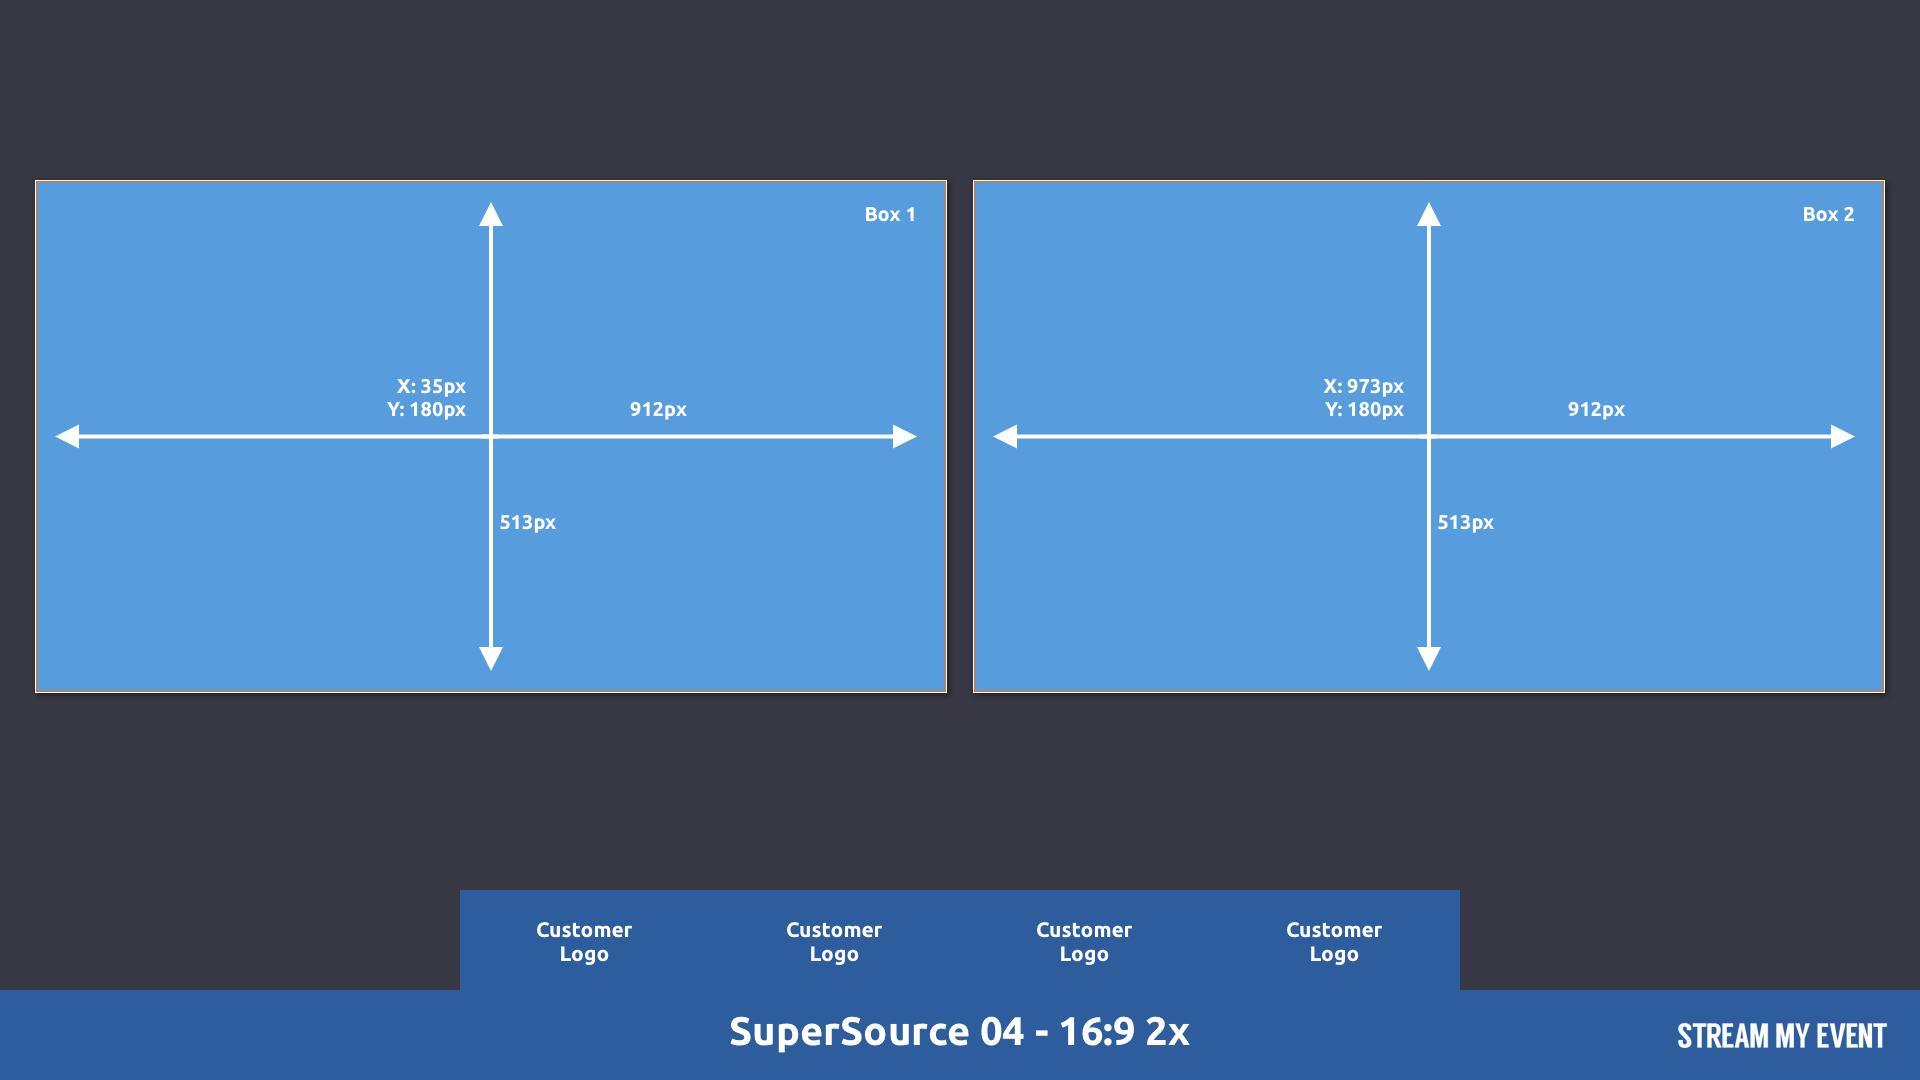 Box 1
X: 35px
Y: 180px
912px
513px
Box 2
X: 973px
Y: 180px
912px
513px
Customer
Logo
Customer
Logo
Customer
Logo
Customer
Logo
SuperSource 04 - 16:9 2x
STREAM MY EVENT